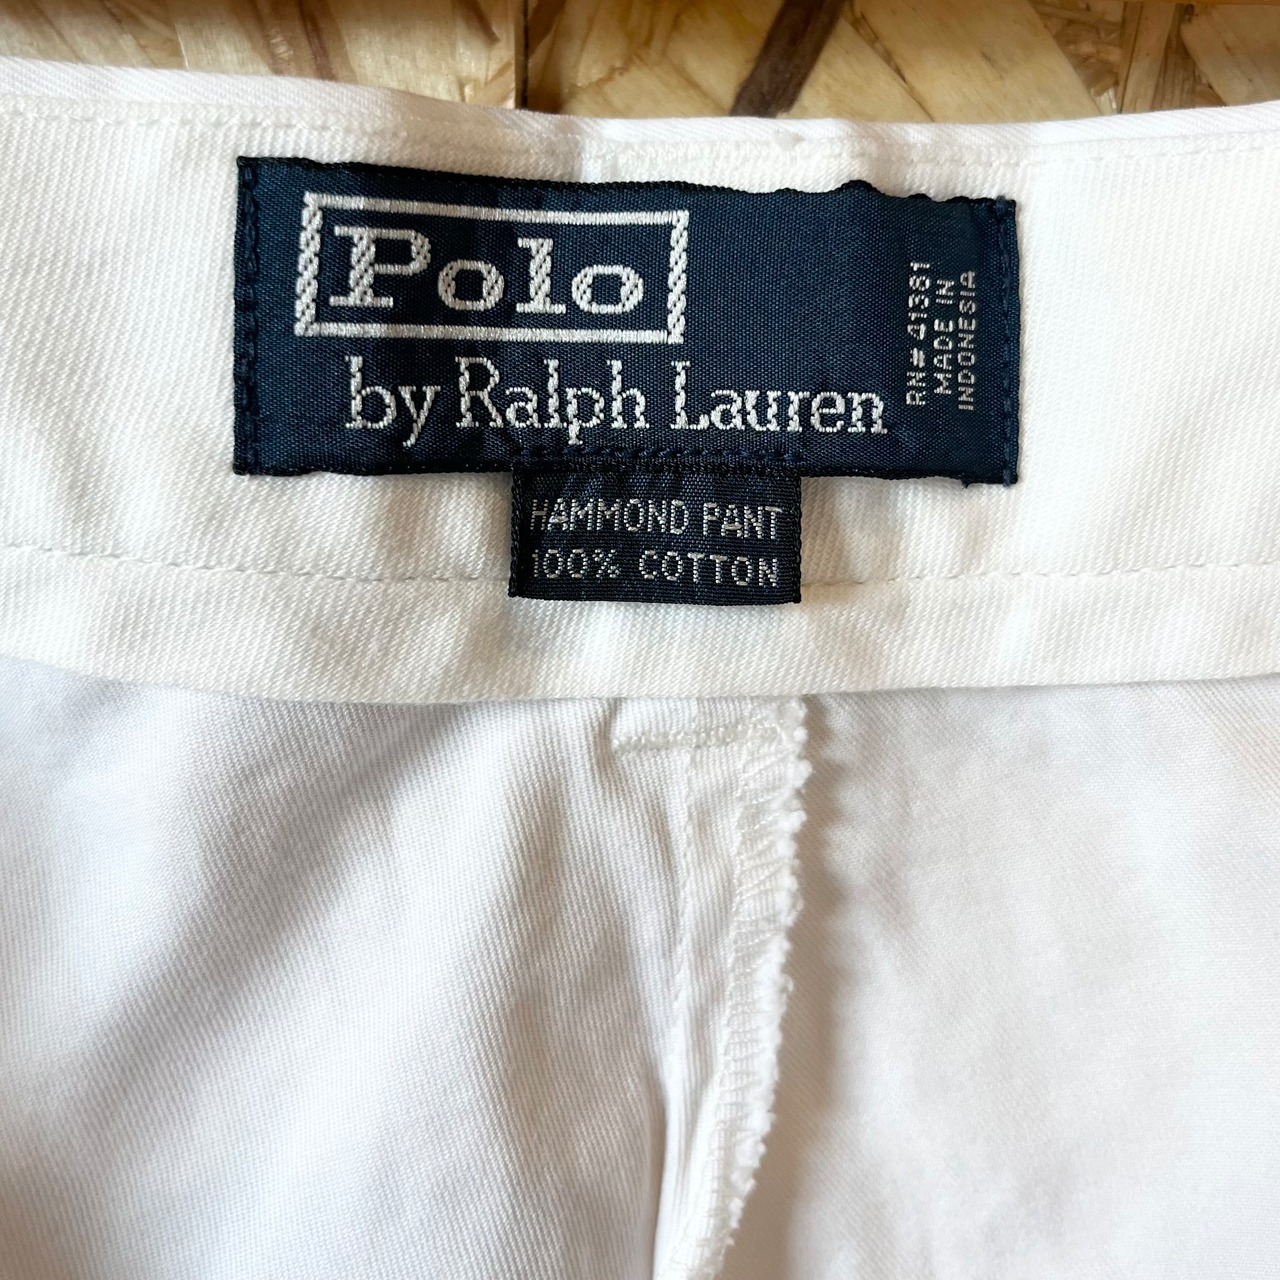 Polo
by Ralph Lauren
RN# 41381
MADE IN
INDONESIA
HAMMOND PANT
100% COTTON